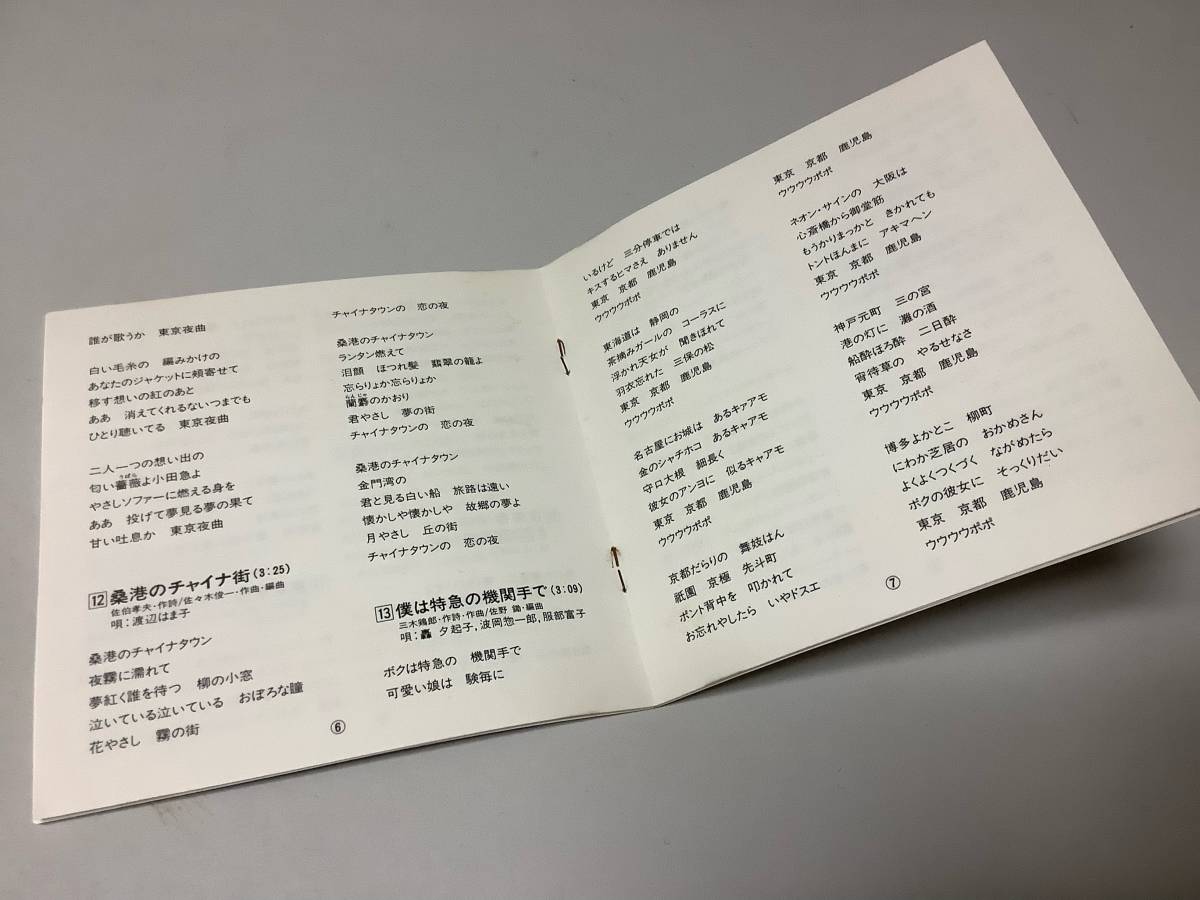 誰が歌うか　東京夜曲
白い毛糸の　編みかけの
あなたのジャケットに頬寄せて
移す想いの紅のあと
ああ　消えてくれるないつまでも
ひとり聴いてる　東京夜曲
二人一つの想い出の
匂い薔薇よ小田急よ
やさしソファーに燃える身を
ああ　投げて夢見る夢の果て
甘い吐息か　東京夜曲
12 桑港のチャイナ街(3:25)
佐伯孝夫・作詩/佐々木俊一・作曲・編曲
唄：渡辺はま子
桑港のチャイナタウン
夜霧に濡れて
夢紅く誰を待つ　柳の小窓
泣いている泣いている　おぼろな瞳
花やさし　霧の街
チャイナタウンの　恋の夜
桑港のチャイナタウン
ランタン燃えて
泪顔　ほつれ髪　翡翠の籠よ
忘らりょか忘らりょか
蘭麝のかおり
君やさし　夢の街
チャイナタウンの　恋の夜
桑港のチャイナタウン
金門湾の
君と見る白い船　旅路は遠い
懐かしや懐かしや　故郷の夢よ
月やさし　丘の街
チャイナタウンの　恋の夜
13 僕は特急の機関手で(3:09)
三木鶏郎・作詩・作曲/佐野 鋤・編曲
唄：轟 夕起子，波岡惣一郎，服部富子
ボクは特急の　機関手で
可愛い娘は　験毎に
⑥
いるけど　三分停車では
キスするヒマさえ　ありません
東京　京都　鹿児島
ウウウウポポ
東海道は　静岡の
茶摘みガールの　コーラスに
浮かれ天女が　聞きほれて
羽衣忘れた　三保の松
東京　京都　鹿児島
ウウウウポポ
名古屋にお城は　あるキァアモ
金のシャチホコ　あるキァアモ
守口大根　細長く
彼女のアンヨに　似るキァアモ
東京　京都　鹿児島
ウウウウポポ
京都だらりの　舞妓はん
祇園　京極　先斗町
ポント背中を　叩かれて
お忘れやしたら　いやドスエ
東京　京都　鹿児島
ウウウウポポ
ネオン・サインの　大阪は
心斎橋から御堂筋
もうかりまっかと　きかれても
トントほんまに　アキマヘン
東京　京都　鹿児島
ウウウウポポ
神戸元町　三の宮
港の灯に　灘の酒
船酔ほろ酔　二日酔
宵待草の　やるせなさ
東京　京都　鹿児島
ウウウウポポ
博多よかとこ　柳町
にわか芝居の　おかめさん
よくよくつくづく　ながめたら
ボクの彼女に　そっくりだい
東京　京都　鹿児島
ウウウウポポ
⑦